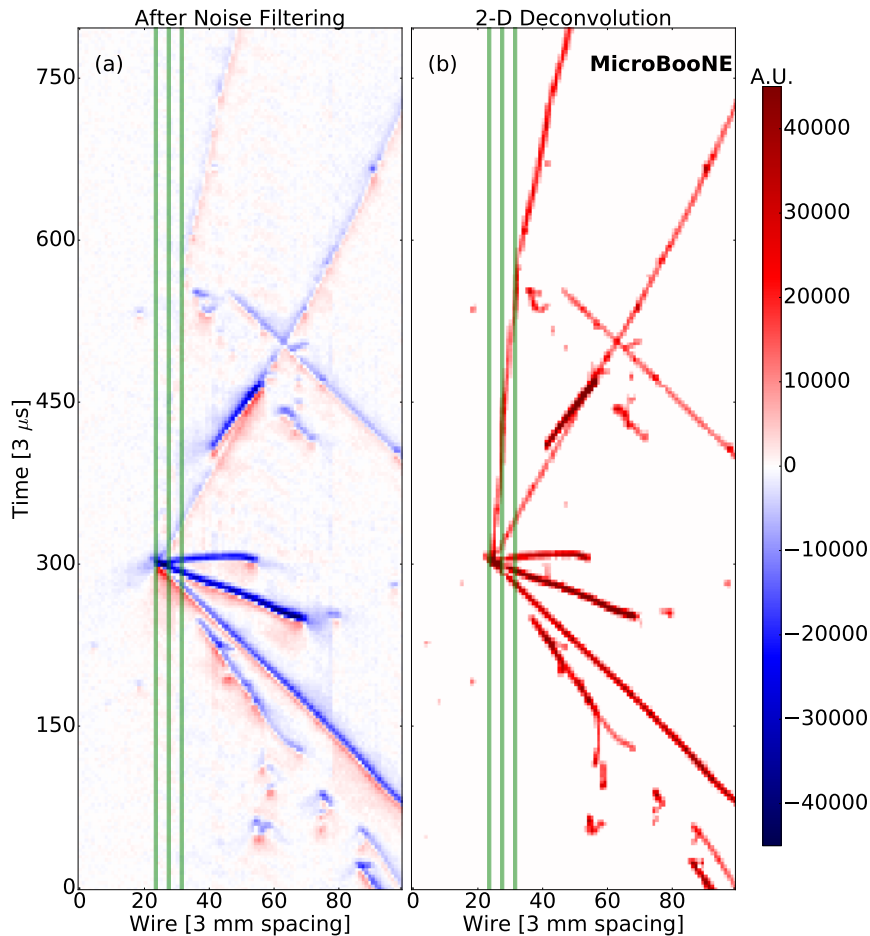 After Noise Filtering
2-D Deconvolution
(a)
(b)
MicroBooNE
A.U.
750
600
450
300
150
0
Time [3 μs]
0 20 40 60 80
0 20 40 60 80
Wire [3 mm spacing]
Wire [3 mm spacing]
40000
30000
20000
10000
0
−10000
−20000
−30000
−40000